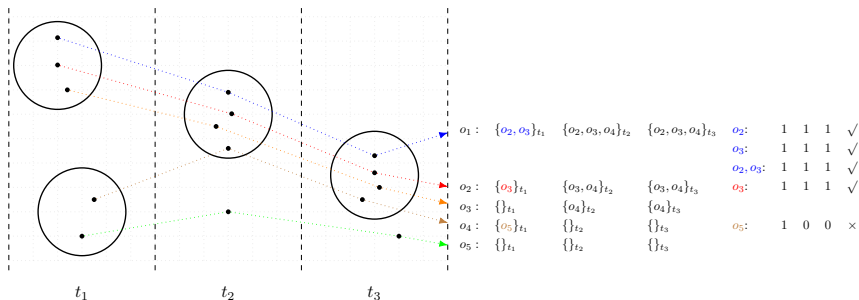 o₁ : {o₂, o₃}ₜ₁ {o₂, o₃, o₄}ₜ₂ {o₂, o₃, o₄}ₜ₃ o₂: 1 1 1 √
o₃: 1 1 1 √
o₂, o₃: 1 1 1 √
o₂ : {o₃}ₜ₁ {o₃, o₄}ₜ₂ {o₃, o₄}ₜ₃ o₃: 1 1 1 √
o₃ : {}ₜ₁ {o₄}ₜ₂ {o₄}ₜ₃
o₄ : {o₅}ₜ₁ {}ₜ₂ {}ₜ₃ o₅: 1 0 0 ×
o₅ : {}ₜ₁ {}ₜ₂ {}ₜ₃
t₁ t₂ t₃